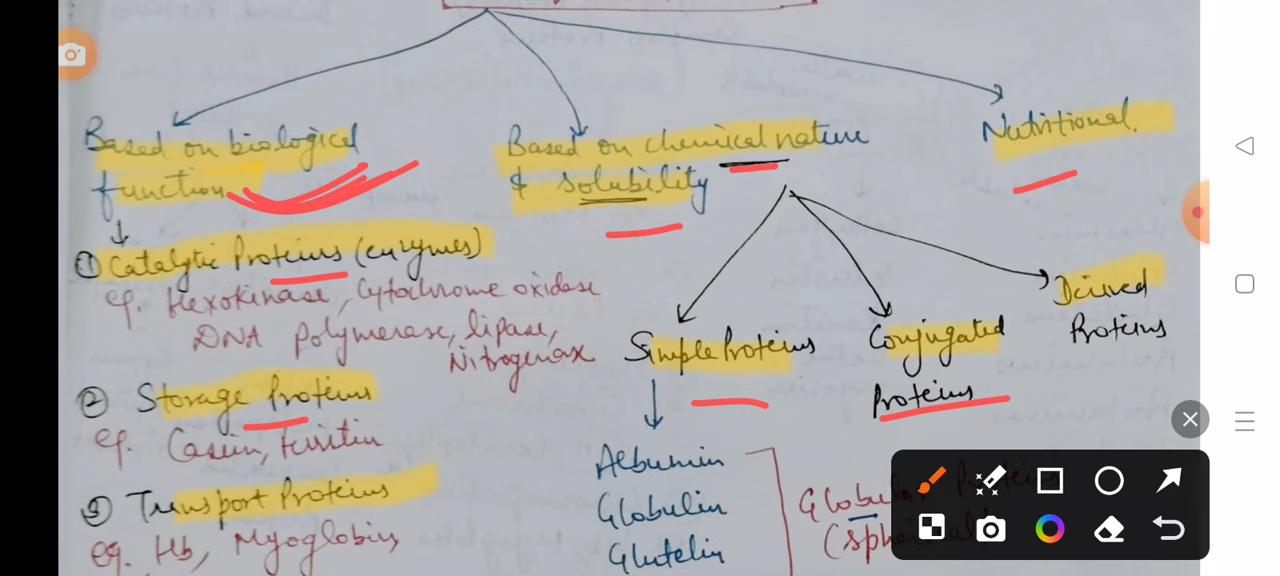 Based on biological
function
① Catalytic Proteins (enzymes)
eg. Hexokinase, Cytochrome oxidase
DNA polymerase, lipase,
Nitrogenase
② Storage Proteins
eg. Casein, ferritin
③ Transport Proteins
eg. Hb, Myoglobin
Based on chemical nature
& solubility
Simple Proteins
Albumin
Globulin
Glutelin
Conjugated
Proteins
Derived
Proteins
Nutritional